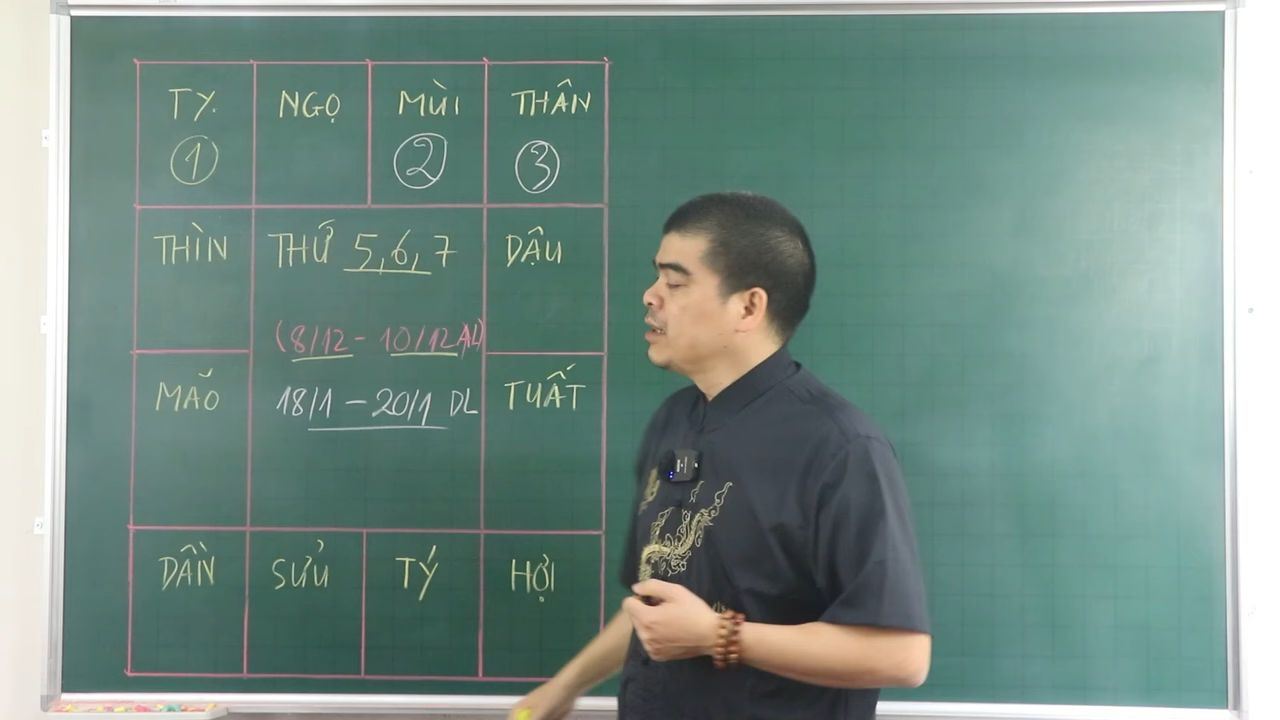 TỴ NGỌ MÙI THÂN
① ② ③
THÌN THỨ 5,6,7 DẬU
(8/12 - 10/12 AL)
MÃO 18/1 - 20/1 DL TUẤT
DẦN SỬU TÝ HỢI